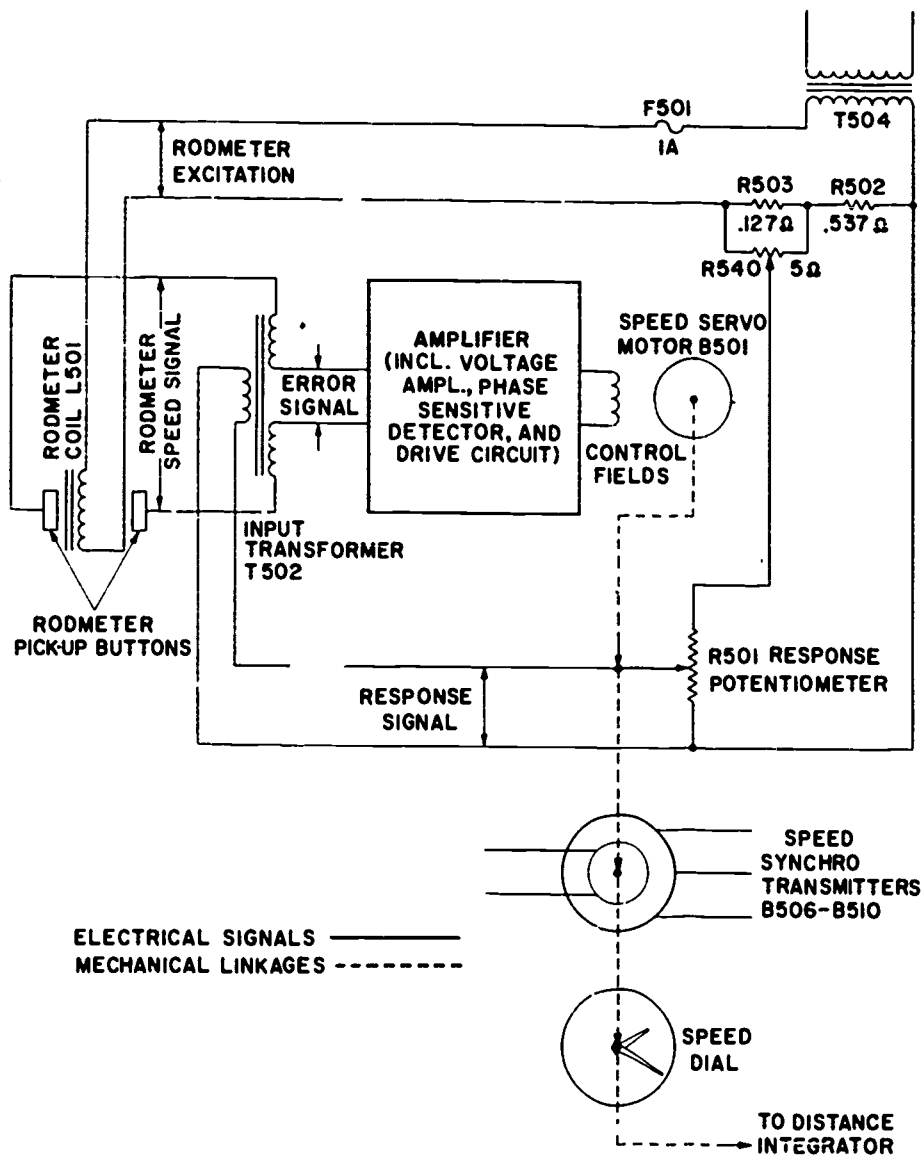 F501
1A
T504
RODMETER
EXCITATION
R503
.127Ω
R502
.537Ω
R540
5Ω
RODMETER
COIL L501
RODMETER
SPEED SIGNAL
ERROR
SIGNAL
AMPLIFIER
(INCL. VOLTAGE
AMPL., PHASE
SENSITIVE
DETECTOR, AND
DRIVE CIRCUIT)
SPEED SERVO
MOTOR B501
CONTROL
FIELDS
INPUT
TRANSFORMER
T502
RODMETER
PICK-UP BUTTONS
R501 RESPONSE
POTENTIOMETER
RESPONSE
SIGNAL
SPEED
SYNCHRO
TRANSMITTERS
B506-B510
ELECTRICAL SIGNALS
MECHANICAL LINKAGES
SPEED
DIAL
TO DISTANCE
INTEGRATOR